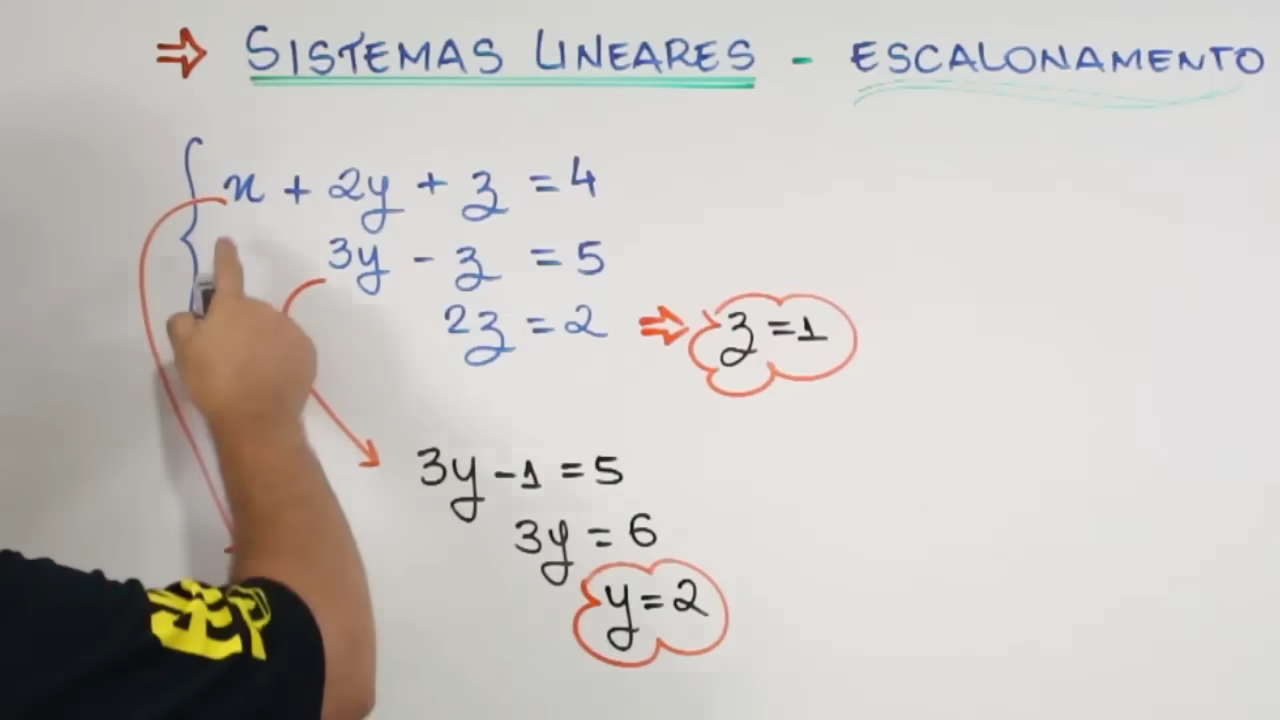 ⇒ SISTEMAS LINEARES - ESCALONAMENTO
x + 2y + z = 4
3y - z = 5
2z = 2 ⇒ z = 1
3y - 1 = 5
3y = 6
y = 2